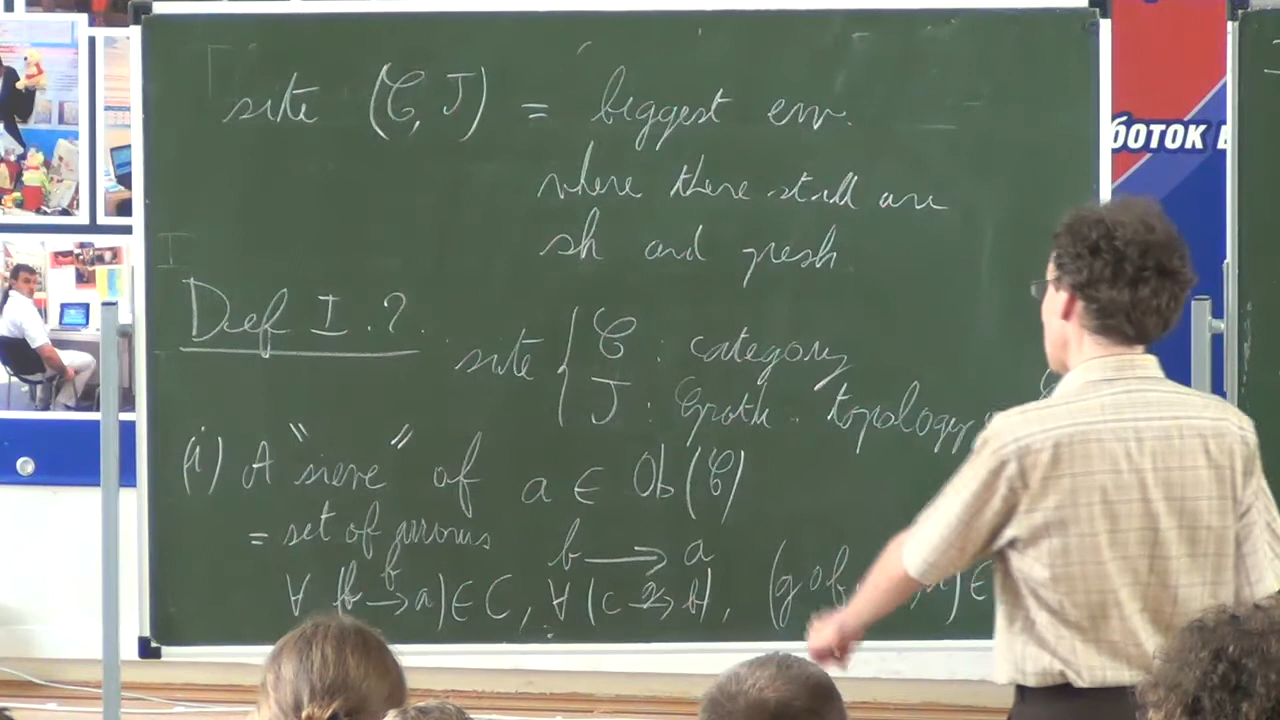 site (C, J) = biggest env.
where there still are
sh and presh
Def I.?.
site { C : category
J : Groth. topology
(i) A "sieve" of a ∈ Ob(C)
= set of arrows b → a
∀ (b →f a) ∈ C, ∀ (c →g b), (g o f
боток в